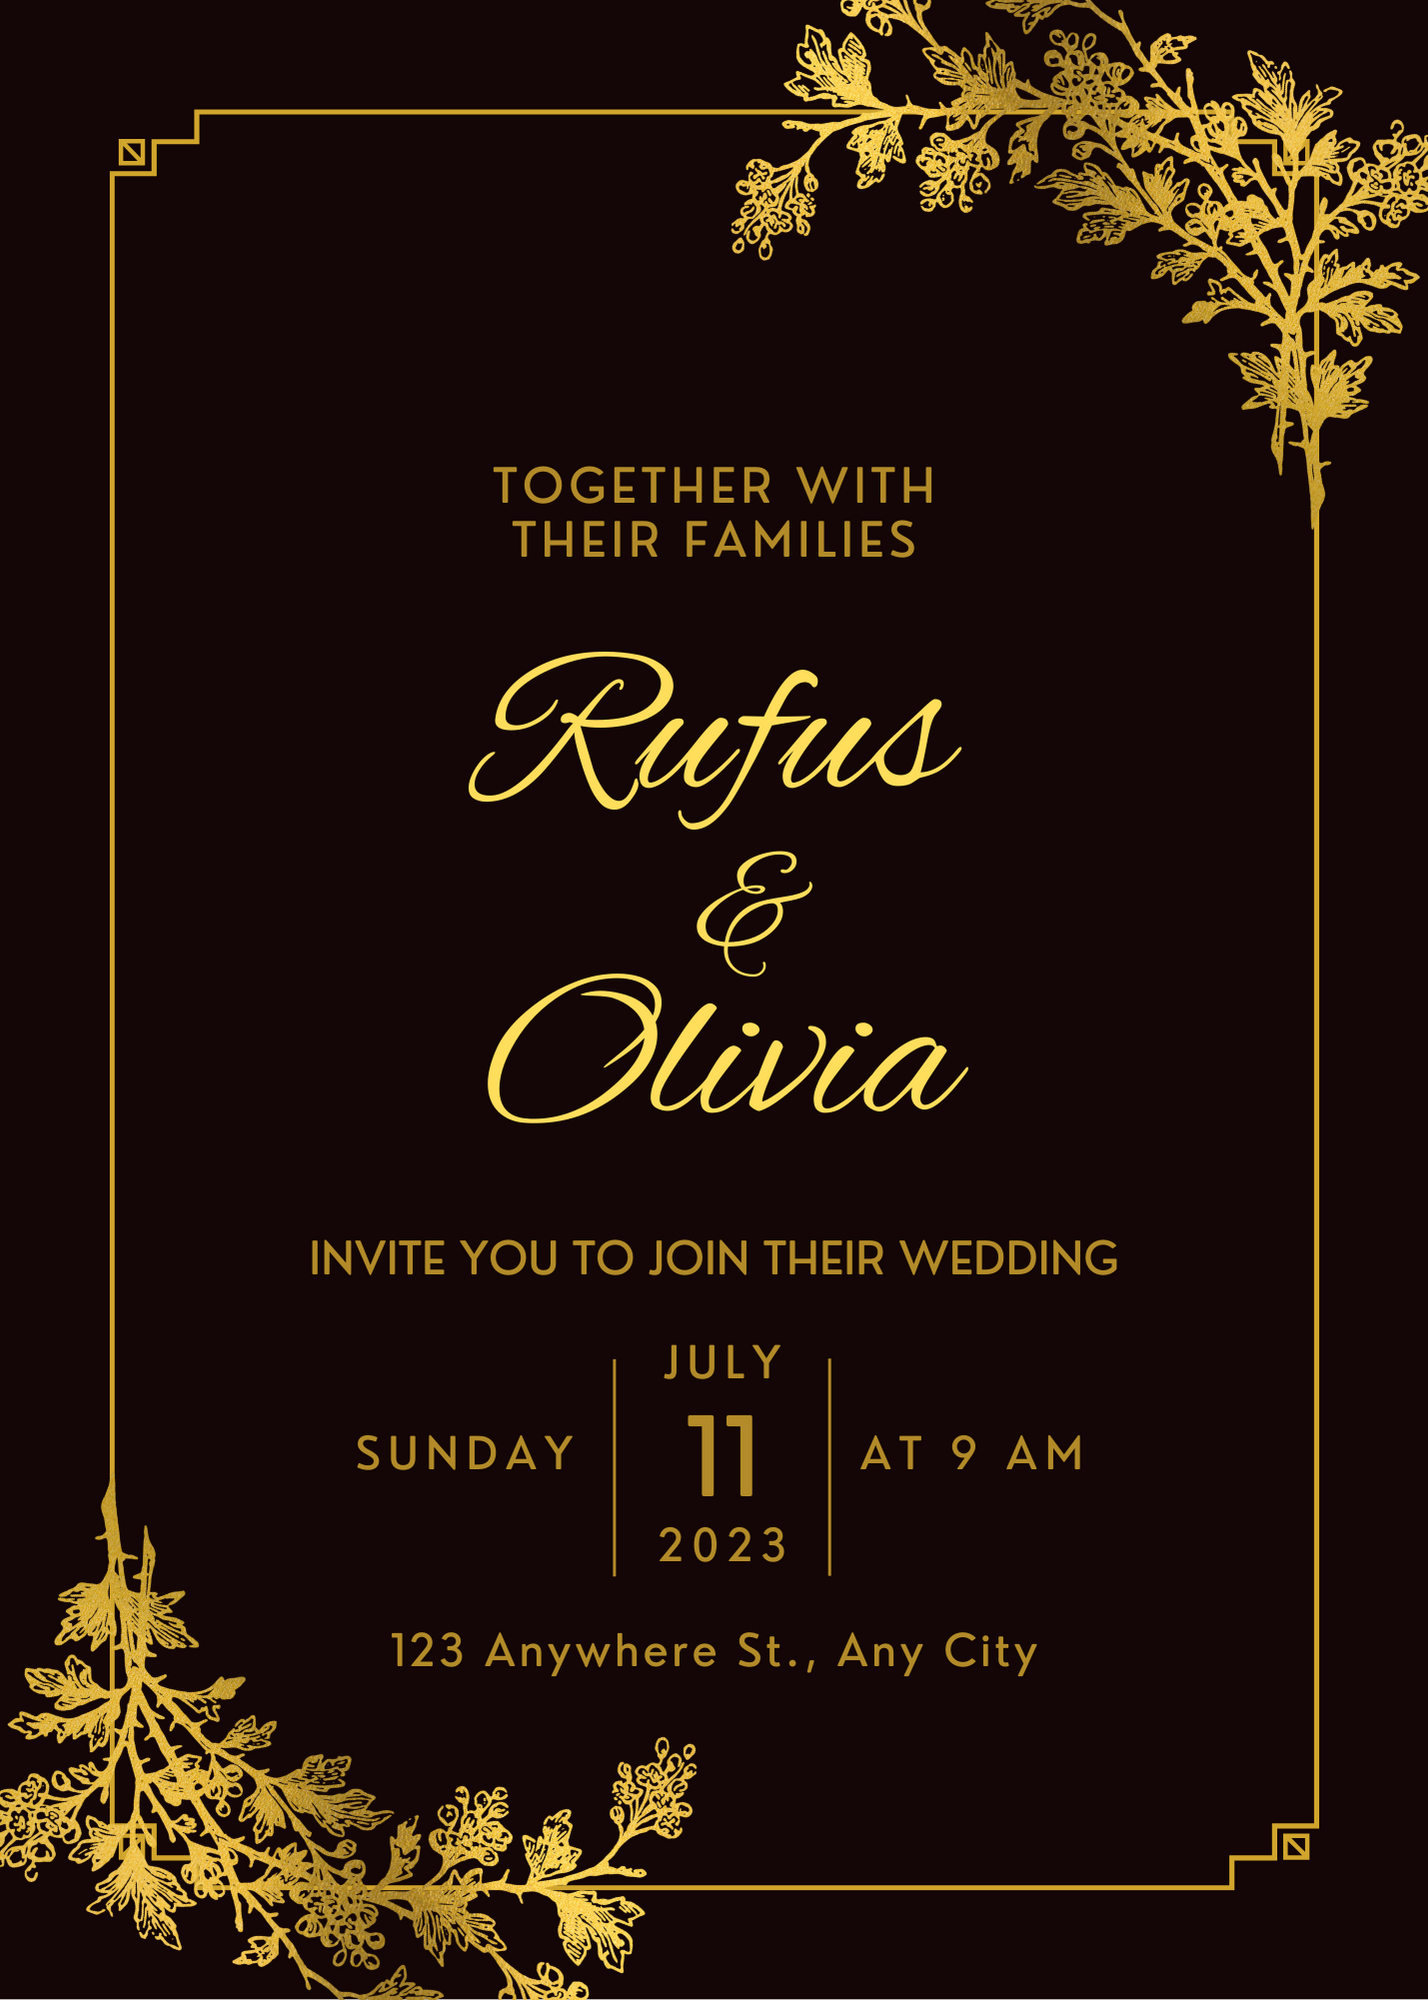 TOGETHER WITH
THEIR FAMILIES
Rufus
&
Olivia
INVITE YOU TO JOIN THEIR WEDDING
SUNDAY
JULY
11
2023
AT 9 AM
123 Anywhere St., Any City